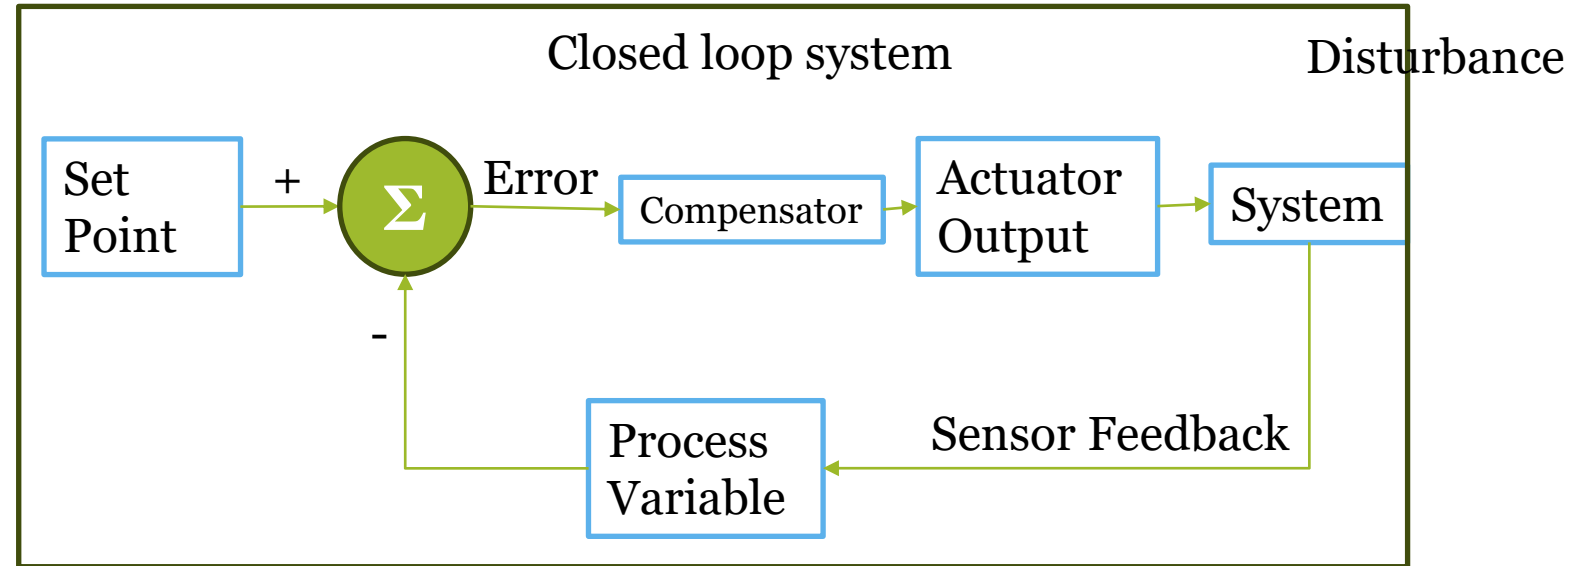 Closed loop system
Disturbance
Set
Point
+
Σ
Error
Compensator
Actuator
Output
System
-
Process
Variable
Sensor Feedback